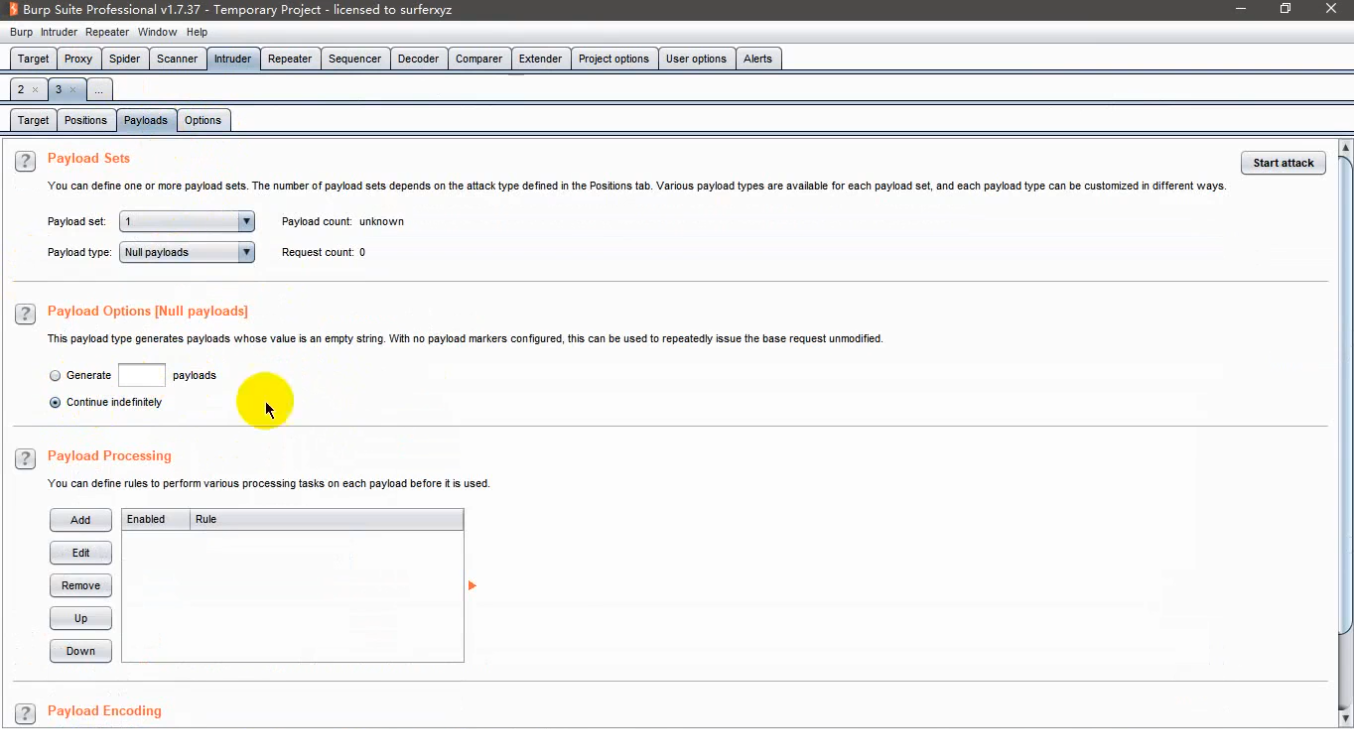 Burp Suite Professional v1.7.37 - Temporary Project - licensed to surferxyz
Burp Intruder Repeater Window Help
Target Proxy Spider Scanner Intruder Repeater Sequencer Decoder Comparer Extender Project options User options Alerts
2 × 3 × ...
Target Positions Payloads Options
? Payload Sets
Start attack
You can define one or more payload sets. The number of payload sets depends on the attack type defined in the Positions tab. Various payload types are available for each payload set, and each payload type can be customized in different ways.
Payload set: 1 Payload count: unknown
Payload type: Null payloads Request count: 0
? Payload Options [Null payloads]
This payload type generates payloads whose value is an empty string. With no payload markers configured, this can be used to repeatedly issue the base request unmodified.
Generate payloads
Continue indefinitely
? Payload Processing
You can define rules to perform various processing tasks on each payload before it is used.
Add Enabled Rule
Edit
Remove
Up
Down
? Payload Encoding